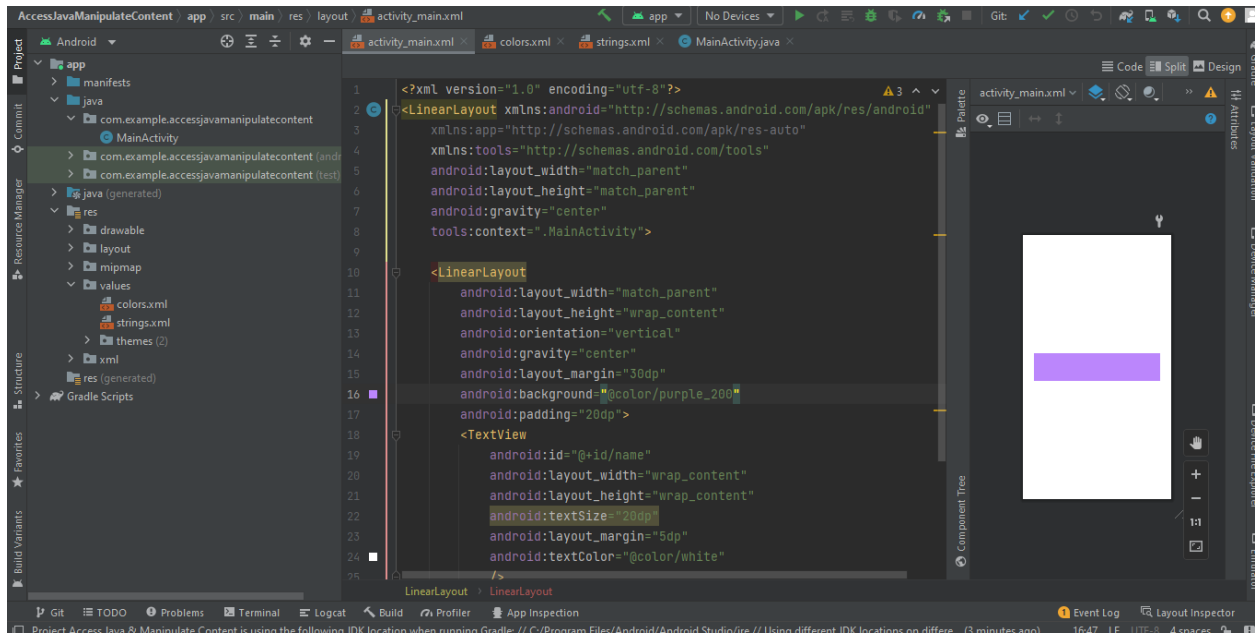 AccessJavaManipulateContent app src main res layout activity_main.xml app No Devices Git:
Android activity_main.xml colors.xml strings.xml MainActivity.java
Code Split Design
Project
Commit
Resource Manager
Structure
Favorites
Build Variants
app
manifests
java
com.example.accessjavamanipulatecontent
MainActivity
com.example.accessjavamanipulatecontent (andr
com.example.accessjavamanipulatecontent (test)
java (generated)
res
drawable
layout
mipmap
values
colors.xml
strings.xml
themes (2)
xml
res (generated)
Gradle Scripts
1 <?xml version="1.0" encoding="utf-8"?>
2 <LinearLayout xmlns:android="http://schemas.android.com/apk/res/android"
3 xmlns:app="http://schemas.android.com/apk/res-auto"
4 xmlns:tools="http://schemas.android.com/tools"
5 android:layout_width="match_parent"
6 android:layout_height="match_parent"
7 android:gravity="center"
8 tools:context=".MainActivity">
9
10 <LinearLayout
11 android:layout_width="match_parent"
12 android:layout_height="wrap_content"
13 android:orientation="vertical"
14 android:gravity="center"
15 android:layout_margin="30dp"
16 android:background="@color/purple_200"
17 android:padding="20dp">
18 <TextView
19 android:id="@+id/name"
20 android:layout_width="wrap_content"
21 android:layout_height="wrap_content"
22 android:textSize="20dp"
23 android:layout_margin="5dp"
24 android:textColor="@color/white"
25 />
3
LinearLayout LinearLayout
Palette
Component Tree
activity_main.xml
1:1
Attributes
Git TODO Problems Terminal Logcat Build Profiler App Inspection 1 Event Log Layout Inspector
Project Access Java & Manipulate Content is using the following JDK location when running Gradle: // C:/Program Files/Android/Android Studio/jre // Using different JDK locations on differe... (3 minutes ago) 16:47 LF UTF-8 4 spaces